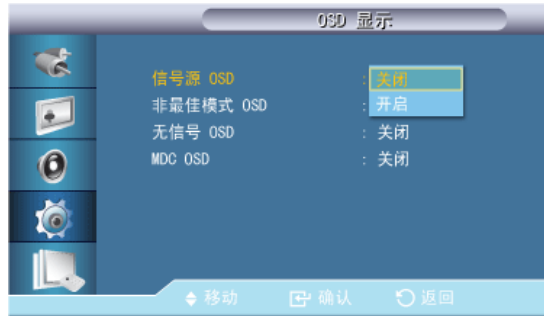 OSD 显示
信号源 OSD : 关闭
非最佳模式 OSD : 开启
无信号 OSD : 关闭
MDC OSD : 关闭
移动 确认 返回